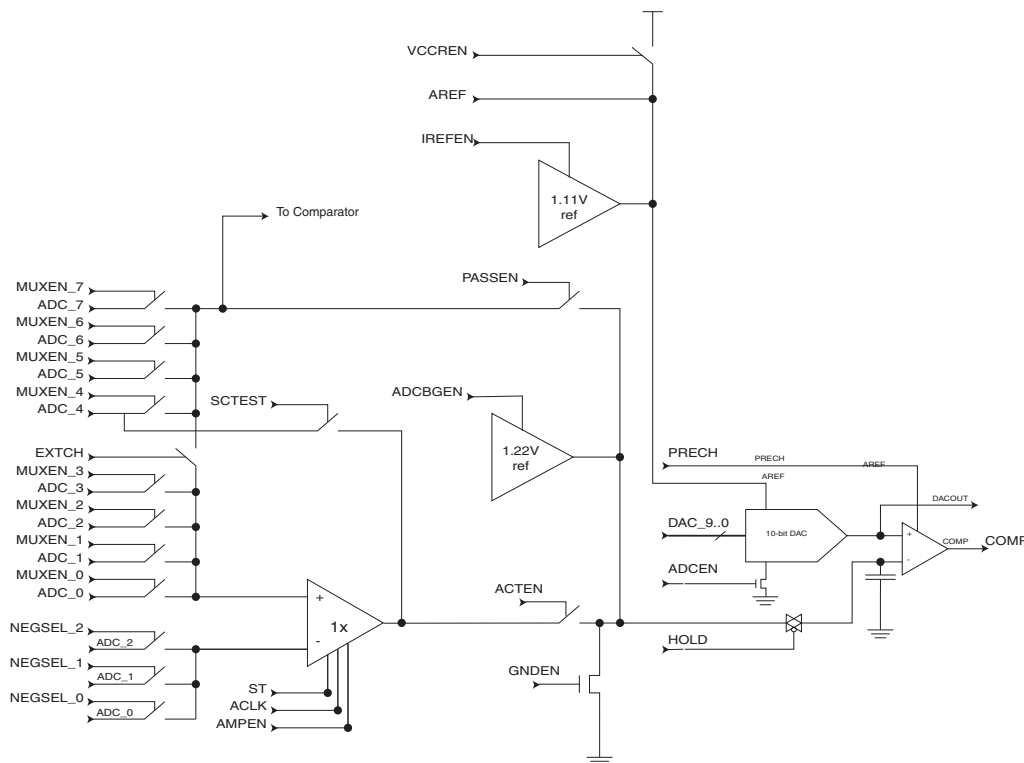 VCCREN
AREF
IREFEN
1.11V
ref
To Comparator
PASSEN
MUXEN_7
ADC_7
MUXEN_6
ADC_6
MUXEN_5
ADC_5
MUXEN_4
ADC_4
SCTEST
ADCBGEN
1.22V
ref
EXTCH
MUXEN_3
ADC_3
MUXEN_2
ADC_2
MUXEN_1
ADC_1
MUXEN_0
ADC_0
PRECH
PRECH
AREF
AREF
DACOUT
DAC_9..0
10-bit DAC
+
-
COMP
COMP
ADCEN
ACTEN
HOLD
+
1x
-
NEGSEL_2
ADC_2
NEGSEL_1
ADC_1
NEGSEL_0
ADC_0
ST
ACLK
AMPEN
GNDEN